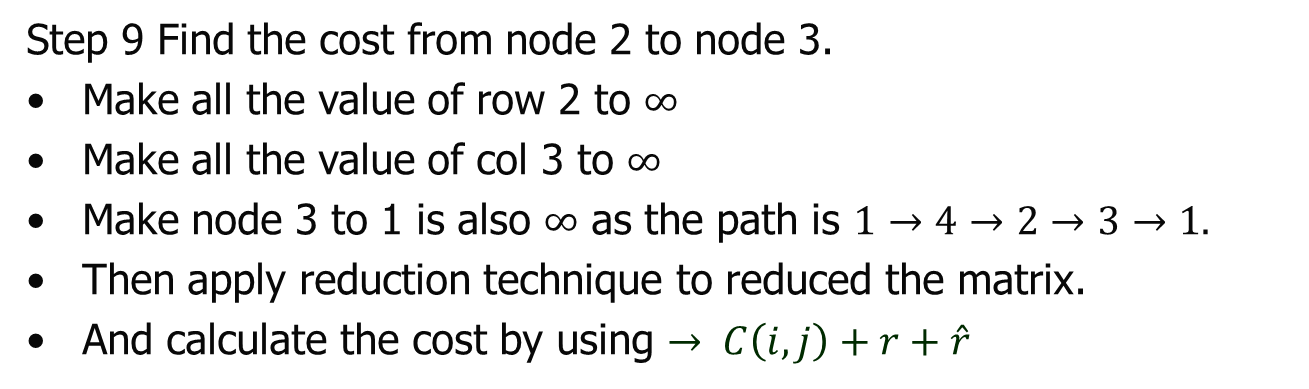 Step 9 Find the cost from node 2 to node 3.
• Make all the value of row 2 to ∞
• Make all the value of col 3 to ∞
• Make node 3 to 1 is also ∞ as the path is 1 → 4 → 2 → 3 → 1.
• Then apply reduction technique to reduced the matrix.
• And calculate the cost by using → C(i,j) + r + r̂